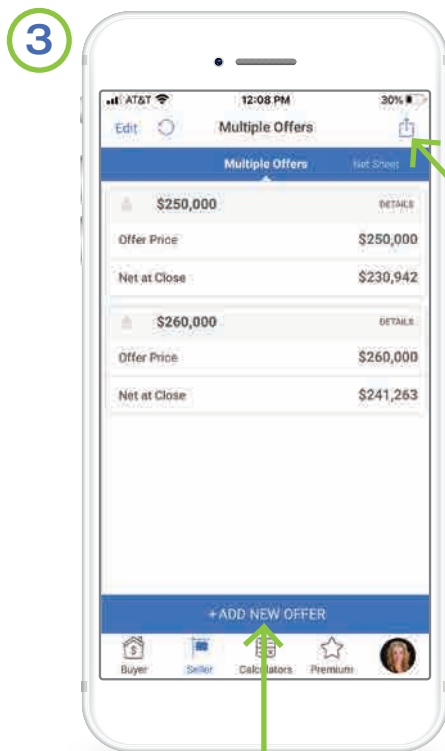 3
AT&T 12:08 PM 30%
Edit Multiple Offers
Multiple Offers Net Sheet
$250,000 DETAILS
Offer Price $250,000
Net at Close $230,942
$260,000 DETAILS
Offer Price $260,000
Net at Close $241,263
+ADD NEW OFFER
Buyer Seller Calculators Premium